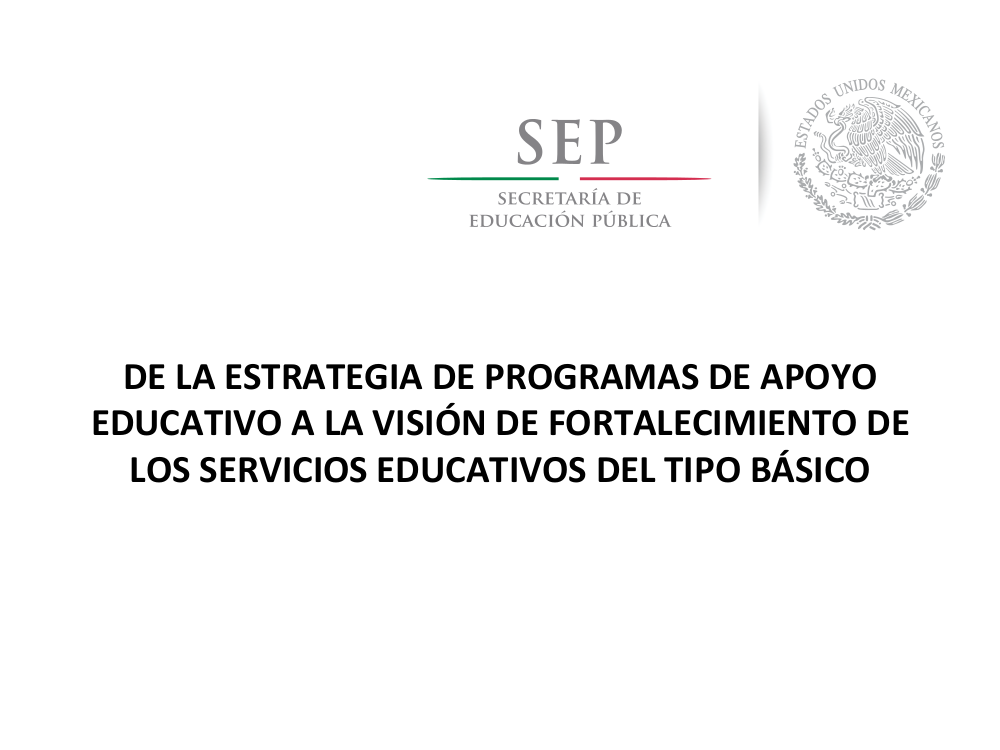 SEP
SECRETARÍA DE
EDUCACIÓN PÚBLICA
ESTADOS UNIDOS MEXICANOS
DE LA ESTRATEGIA DE PROGRAMAS DE APOYO
EDUCATIVO A LA VISIÓN DE FORTALECIMIENTO DE
LOS SERVICIOS EDUCATIVOS DEL TIPO BÁSICO